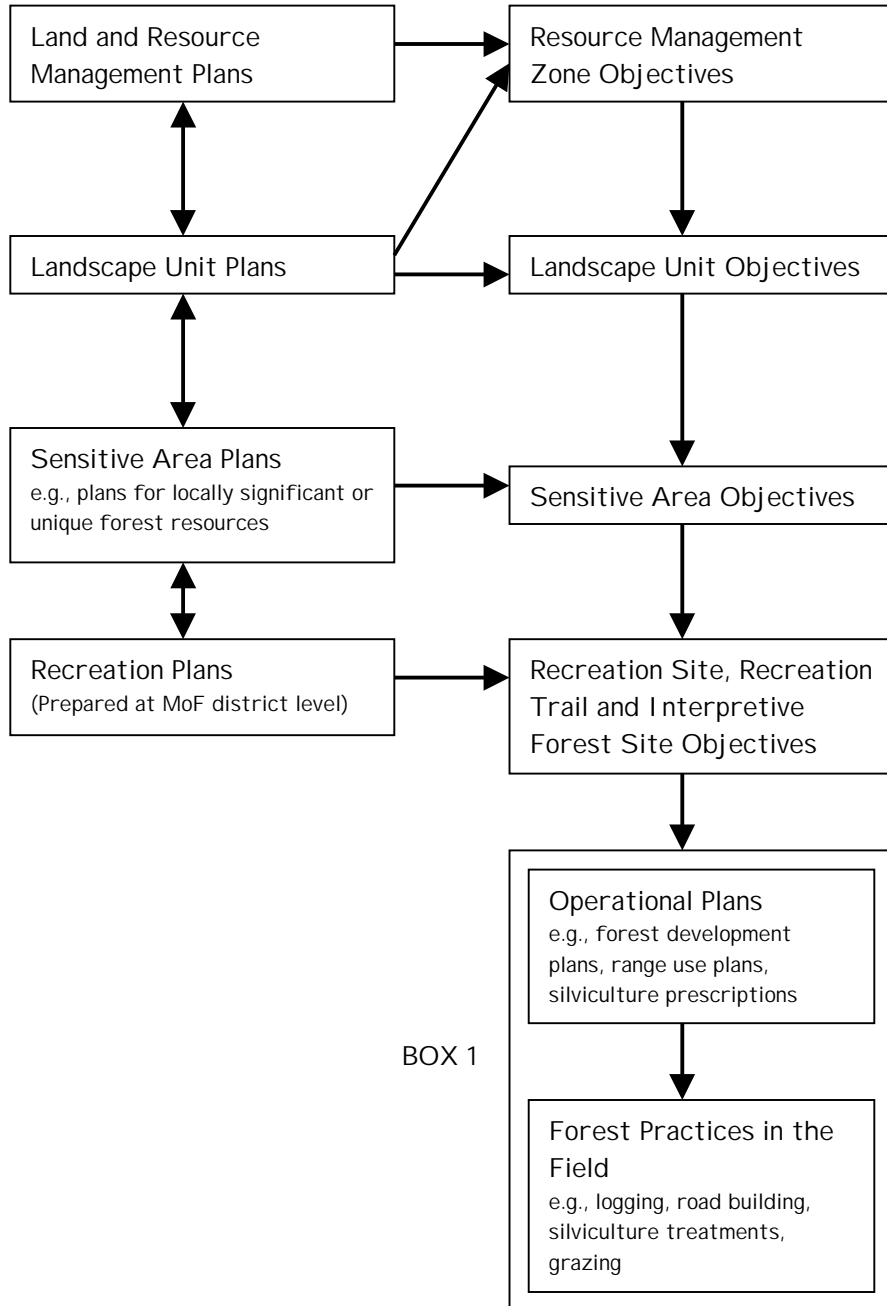 Land and Resource
Management Plans
Resource Management
Zone Objectives
Landscape Unit Plans
Landscape Unit Objectives
Sensitive Area Plans
e.g., plans for locally significant or
unique forest resources
Sensitive Area Objectives
Recreation Plans
(Prepared at MoF district level)
Recreation Site, Recreation
Trail and Interpretive
Forest Site Objectives
Operational Plans
e.g., forest development
plans, range use plans,
silviculture prescriptions
BOX 1
Forest Practices in the
Field
e.g., logging, road building,
silviculture treatments,
grazing